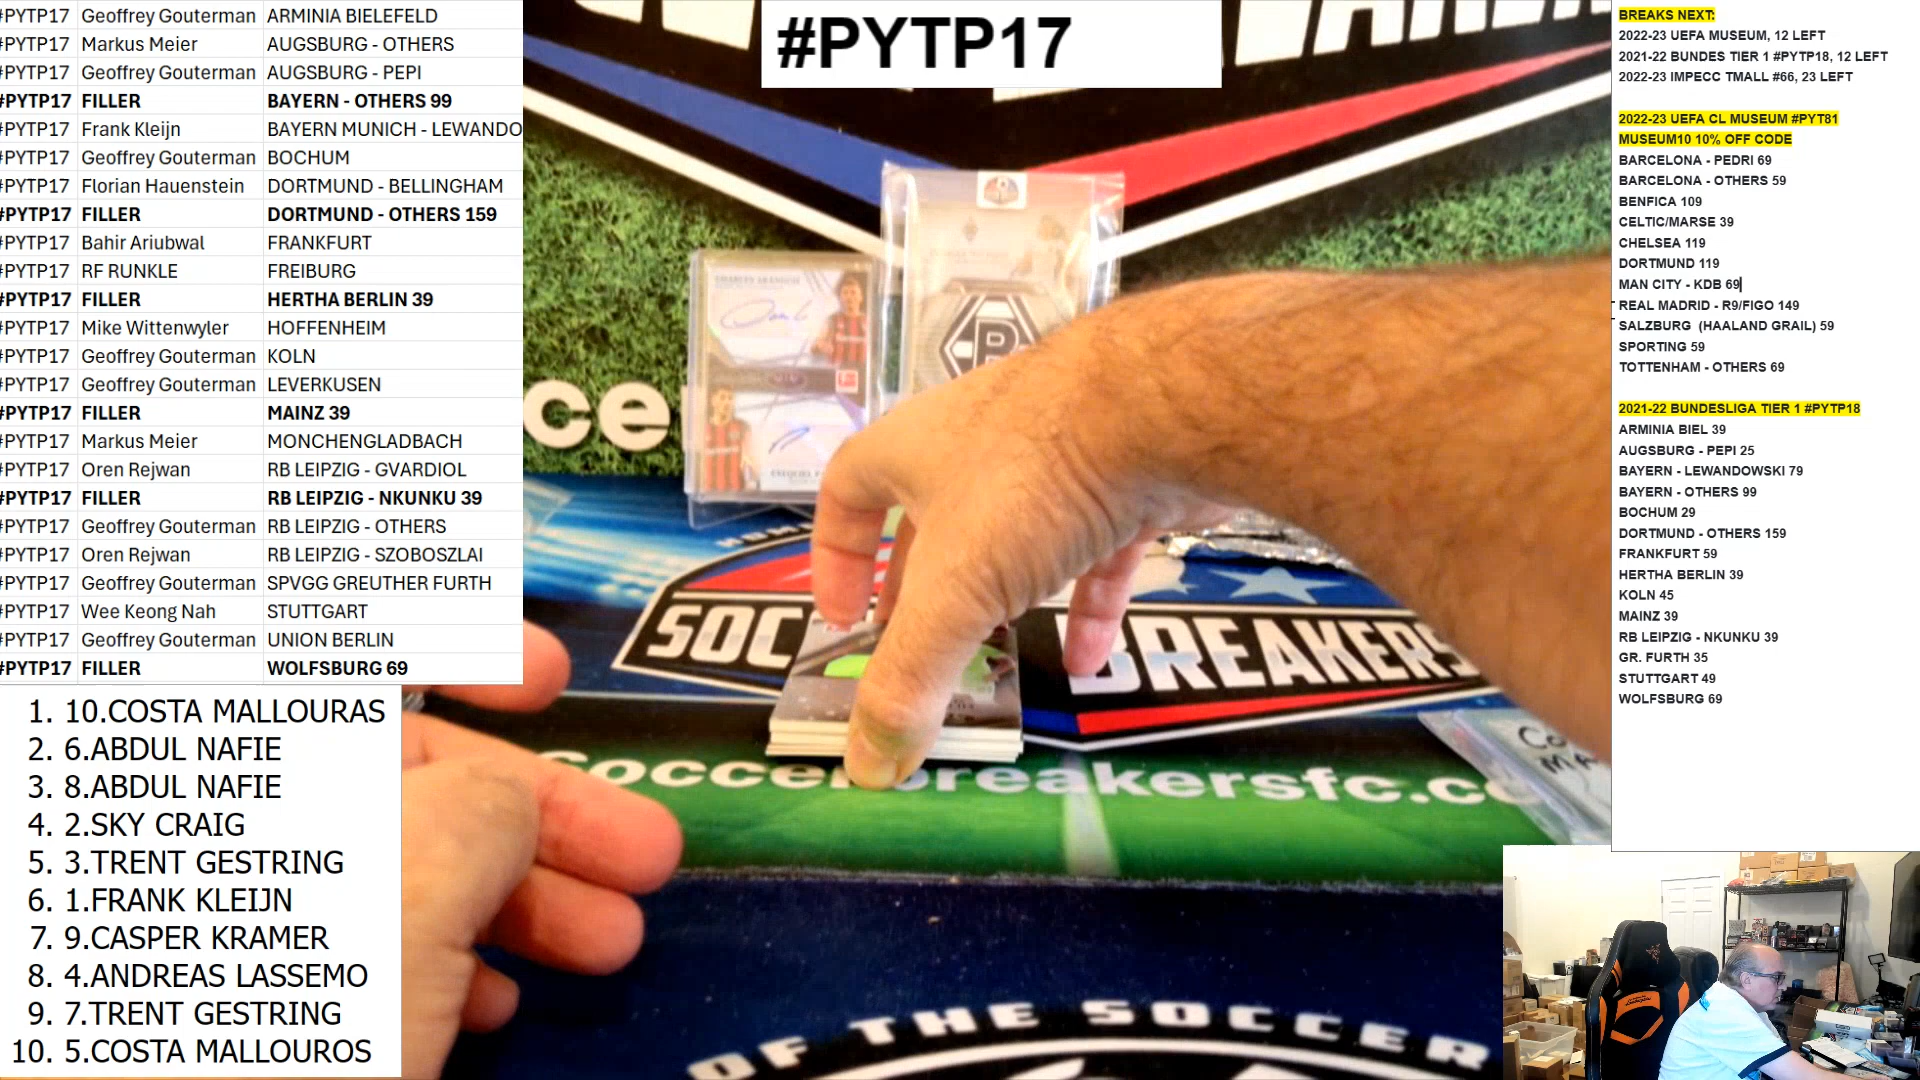 #PYTP17 Geoffrey Gouterman ARMINIA BIELEFELD
#PYTP17 Markus Meier AUGSBURG - OTHERS
#PYTP17 Geoffrey Gouterman AUGSBURG - PEPI
#PYTP17 FILLER BAYERN - OTHERS 99
#PYTP17 Frank Kleijn BAYERN MUNICH - LEWANDO
#PYTP17 Geoffrey Gouterman BOCHUM
#PYTP17 Florian Hauenstein DORTMUND - BELLINGHAM
#PYTP17 FILLER DORTMUND - OTHERS 159
#PYTP17 Bahir Ariubwal FRANKFURT
#PYTP17 RF RUNKLE FREIBURG
#PYTP17 FILLER HERTHA BERLIN 39
#PYTP17 Mike Wittenwyler HOFFENHEIM
#PYTP17 Geoffrey Gouterman KOLN
#PYTP17 Geoffrey Gouterman LEVERKUSEN
#PYTP17 FILLER MAINZ 39
#PYTP17 Markus Meier MONCHENGLADBACH
#PYTP17 Oren Rejwan RB LEIPZIG - GVARDIOL
#PYTP17 FILLER RB LEIPZIG - NKUNKU 39
#PYTP17 Geoffrey Gouterman RB LEIPZIG - OTHERS
#PYTP17 Oren Rejwan RB LEIPZIG - SZOBOSZLAI
#PYTP17 Geoffrey Gouterman SPVGG GREUTHER FURTH
#PYTP17 Wee Keong Nah STUTTGART
#PYTP17 Geoffrey Gouterman UNION BERLIN
#PYTP17 FILLER WOLFSBURG 69
1. 10.COSTA MALLOURAS
2. 6.ABDUL NAFIE
3. 8.ABDUL NAFIE
4. 2.SKY CRAIG
5. 3.TRENT GESTRING
6. 1.FRANK KLEIJN
7. 9.CASPER KRAMER
8. 4.ANDREAS LASSEMO
9. 7.TRENT GESTRING
10. 5.COSTA MALLOUROS
#PYTP17
cce
SOC BREAKERS
soccerbreakersfc.co
OF THE SOCCER
BREAKS NEXT:
2022-23 UEFA MUSEUM, 12 LEFT
2021-22 BUNDES TIER 1 #PYTP18, 12 LEFT
2022-23 IMPECC TMALL #66, 23 LEFT
2022-23 UEFA CL MUSEUM #PYT81
MUSEUM10 10% OFF CODE
BARCELONA - PEDRI 69
BARCELONA - OTHERS 59
BENFICA 109
CELTIC/MARSE 39
CHELSEA 119
DORTMUND 119
MAN CITY - KDB 69
REAL MADRID - R9/FIGO 149
SALZBURG (HAALAND GRAIL) 59
SPORTING 59
TOTTENHAM - OTHERS 69
2021-22 BUNDESLIGA TIER 1 #PYTP18
ARMINIA BIEL 39
AUGSBURG - PEPI 25
BAYERN - LEWANDOWSKI 79
BAYERN - OTHERS 99
BOCHUM 29
DORTMUND - OTHERS 159
FRANKFURT 59
HERTHA BERLIN 39
KOLN 45
MAINZ 39
RB LEIPZIG - NKUNKU 39
GR. FURTH 35
STUTTGART 49
WOLFSBURG 69